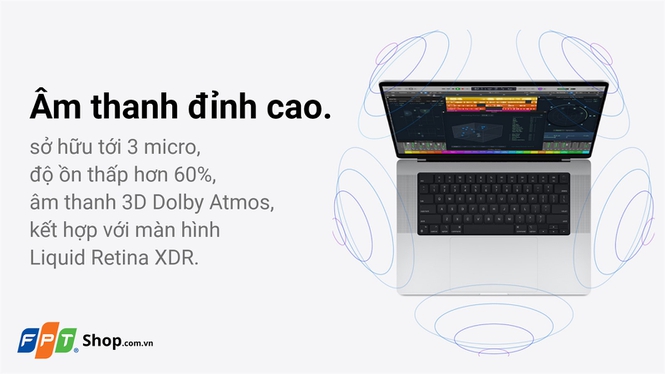 Âm thanh đỉnh cao.
sở hữu tới 3 micro,
độ ồn thấp hơn 60%,
âm thanh 3D Dolby Atmos,
kết hợp với màn hình
Liquid Retina XDR.
FPT® Shop.com.vn